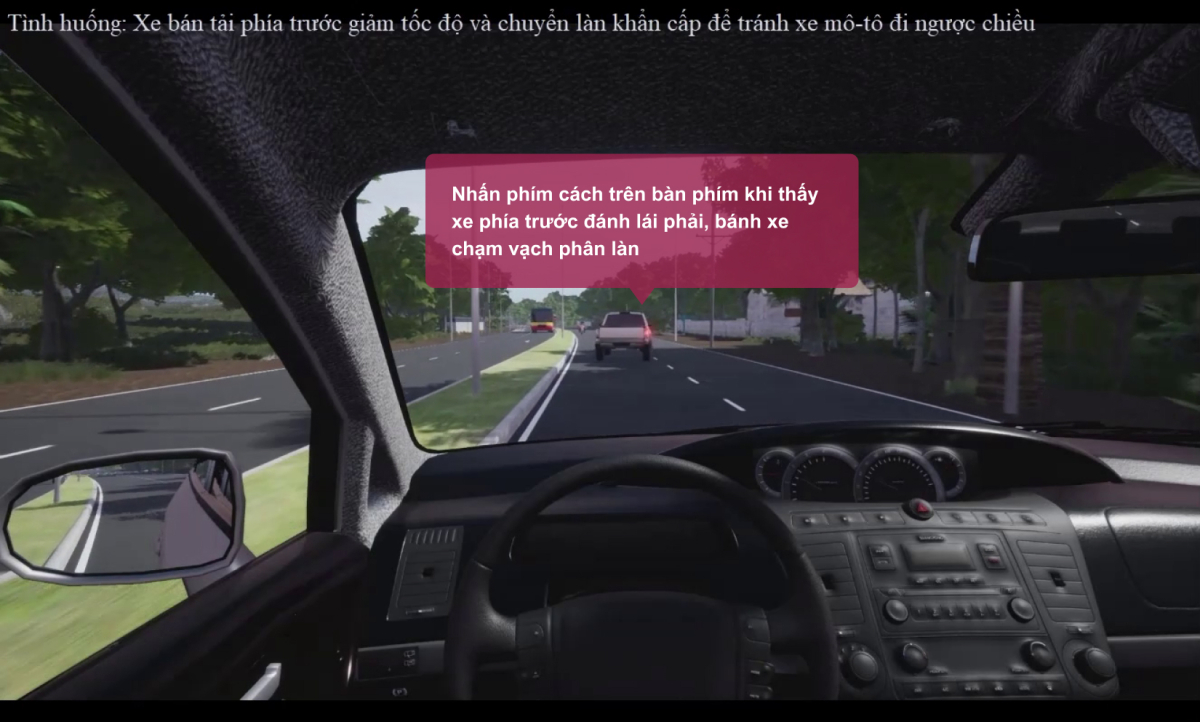 Tình huống: Xe bán tải phía trước giảm tốc độ và chuyển làn khẩn cấp để tránh xe mô-tô đi ngược chiều
Nhấn phím cách trên bàn phím khi thấy
xe phía trước đánh lái phải, bánh xe
chạm vạch phân làn